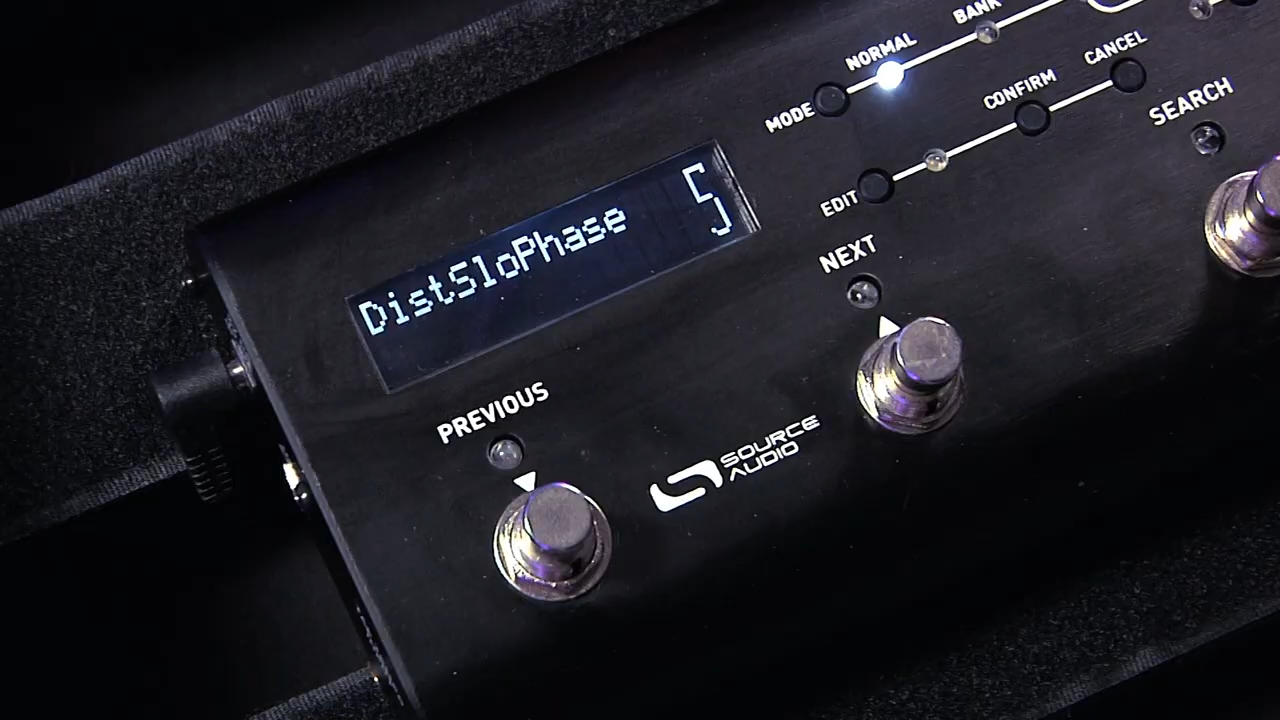 BANK
NORMAL
MODE
CANCEL
CONFIRM
EDIT
SEARCH
DistSloPhase 5
NEXT
PREVIOUS
SOURCE
AUDIO